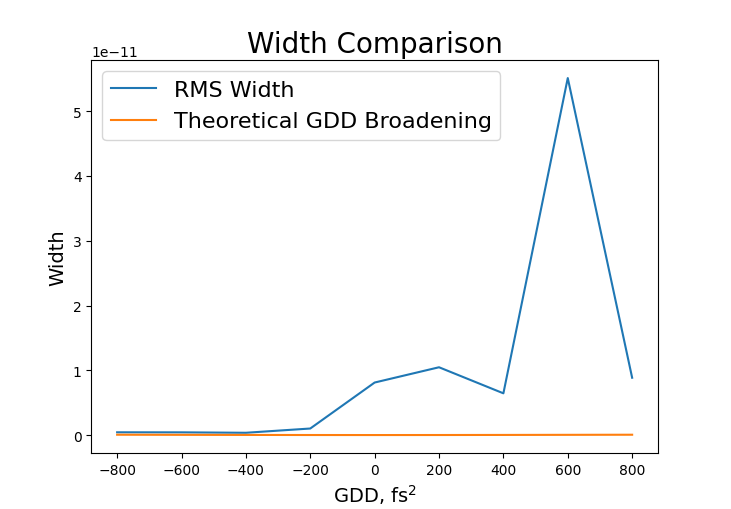 Width Comparison
1e−11
RMS Width
Theoretical GDD Broadening
5
4
3
2
1
0
Width
−800 −600 −400 −200 0 200 400 600 800
GDD, fs²